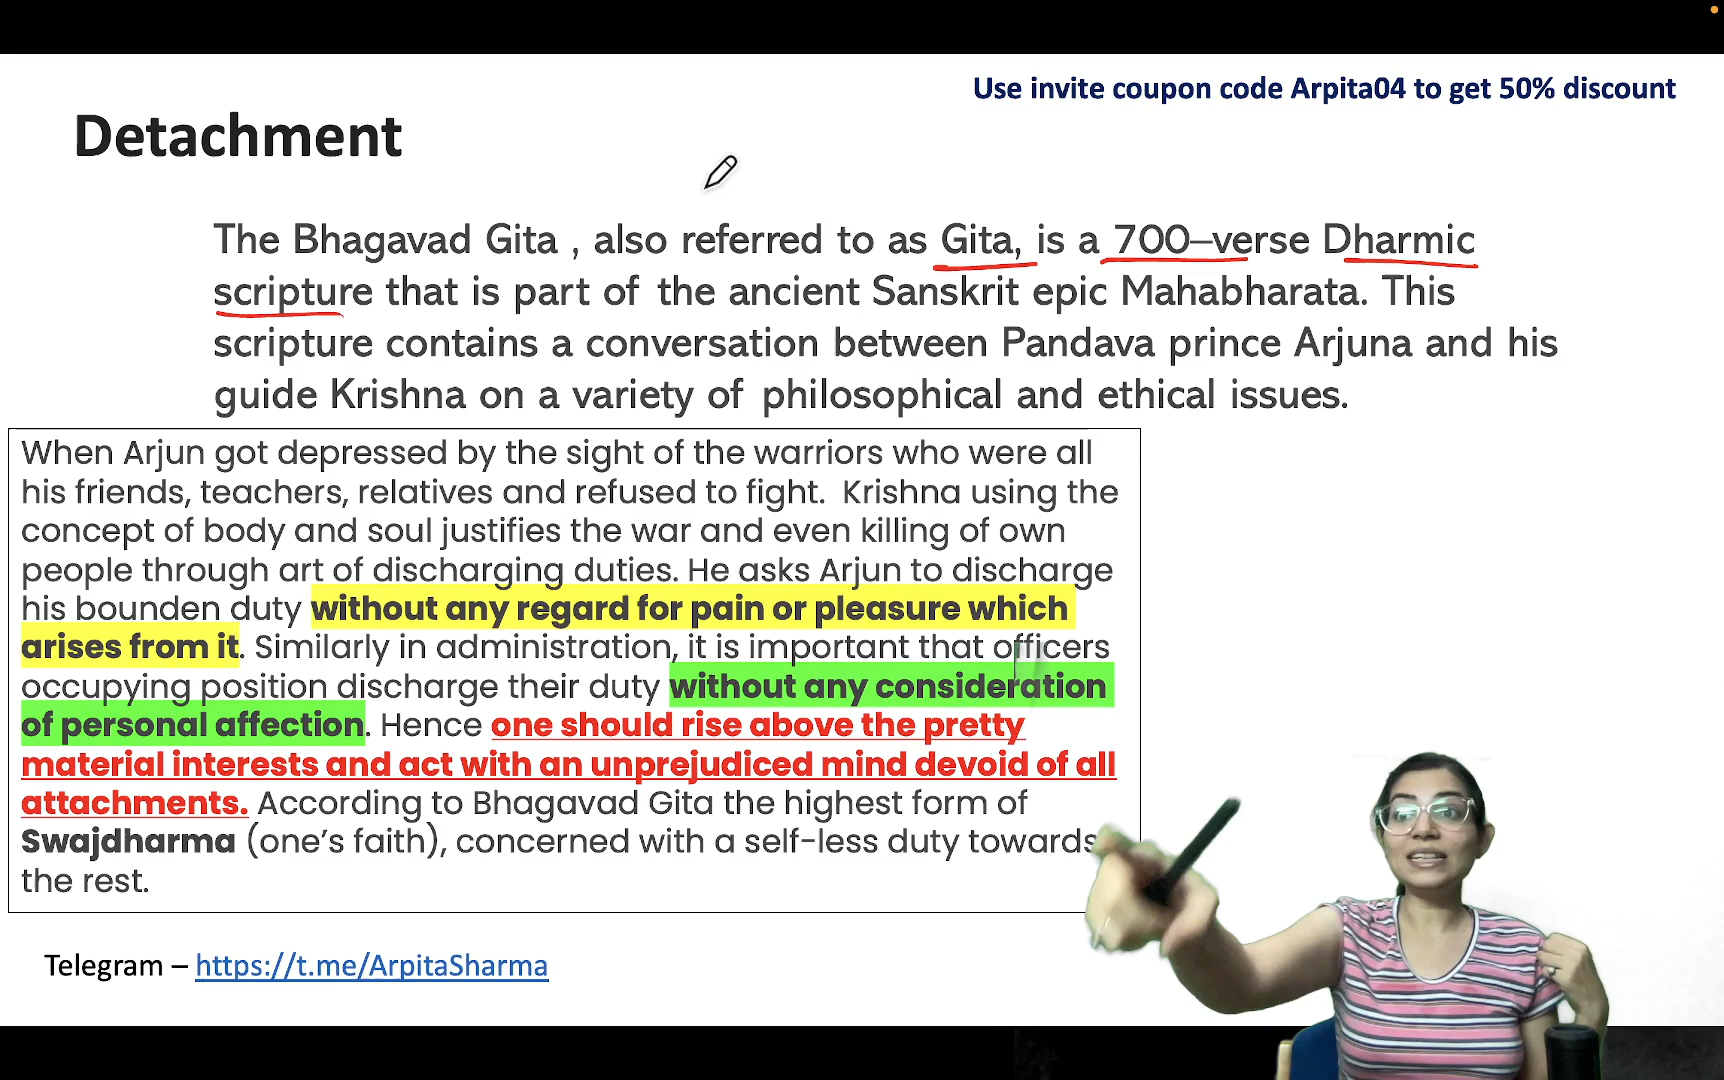 Use invite coupon code Arpita04 to get 50% discount
Detachment
The Bhagavad Gita , also referred to as Gita, is a 700–verse Dharmic
scripture that is part of the ancient Sanskrit epic Mahabharata. This
scripture contains a conversation between Pandava prince Arjuna and his
guide Krishna on a variety of philosophical and ethical issues.
When Arjun got depressed by the sight of the warriors who were all
his friends, teachers, relatives and refused to fight. Krishna using the
concept of body and soul justifies the war and even killing of own
people through art of discharging duties. He asks Arjun to discharge
his bounden duty without any regard for pain or pleasure which
arises from it. Similarly in administration, it is important that officers
occupying position discharge their duty without any consideration
of personal affection. Hence one should rise above the pretty
material interests and act with an unprejudiced mind devoid of all
attachments. According to Bhagavad Gita the highest form of
Swajdharma (one's faith), concerned with a self-less duty towards
the rest.
Telegram – https://t.me/ArpitaSharma